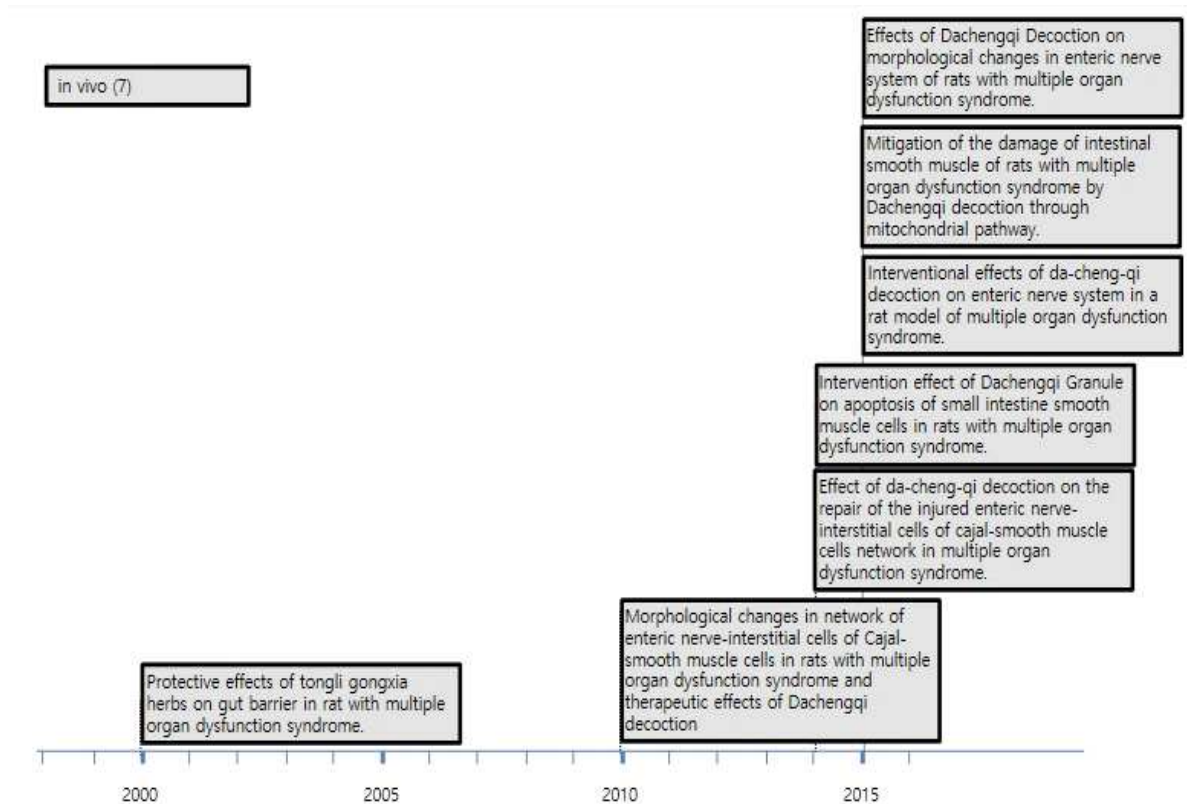 in vivo (7)
Effects of Dachengqi Decoction on
morphological changes in enteric nerve
system of rats with multiple organ
dysfunction syndrome.
Mitigation of the damage of intestinal
smooth muscle of rats with multiple
organ dysfunction syndrome by
Dachengqi decoction through
mitochondrial pathway.
Interventional effects of da-cheng-qi
decoction on enteric nerve system in a
rat model of multiple organ dysfunction
syndrome.
Intervention effect of Dachengqi Granule
on apoptosis of small intestine smooth
muscle cells in rats with multiple organ
dysfunction syndrome.
Effect of da-cheng-qi decoction on the
repair of the injured enteric nerve-
interstitial cells of cajal-smooth muscle
cells network in multiple organ
dysfunction syndrome.
Morphological changes in network of
enteric nerve-interstitial cells of Cajal-
smooth muscle cells in rats with multiple
organ dysfunction syndrome and
therapeutic effects of Dachengqi
decoction
Protective effects of tongli gongxia
herbs on gut barrier in rat with multiple
organ dysfunction syndrome.
2000 2005 2010 2015